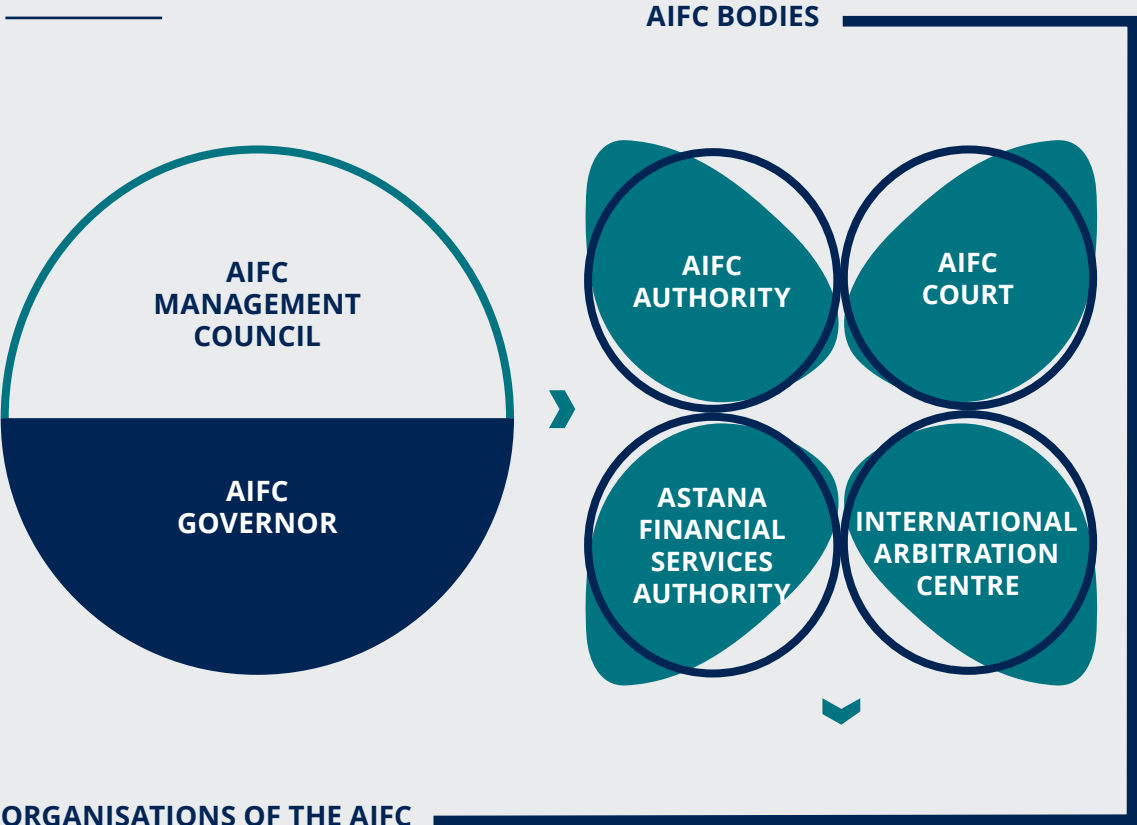 AIFC BODIES
AIFC
MANAGEMENT
COUNCIL
AIFC
GOVERNOR
AIFC
AUTHORITY
AIFC
COURT
ASTANA
FINANCIAL
SERVICES
AUTHORITY
INTERNATIONAL
ARBITRATION
CENTRE
ORGANISATIONS OF THE AIFC